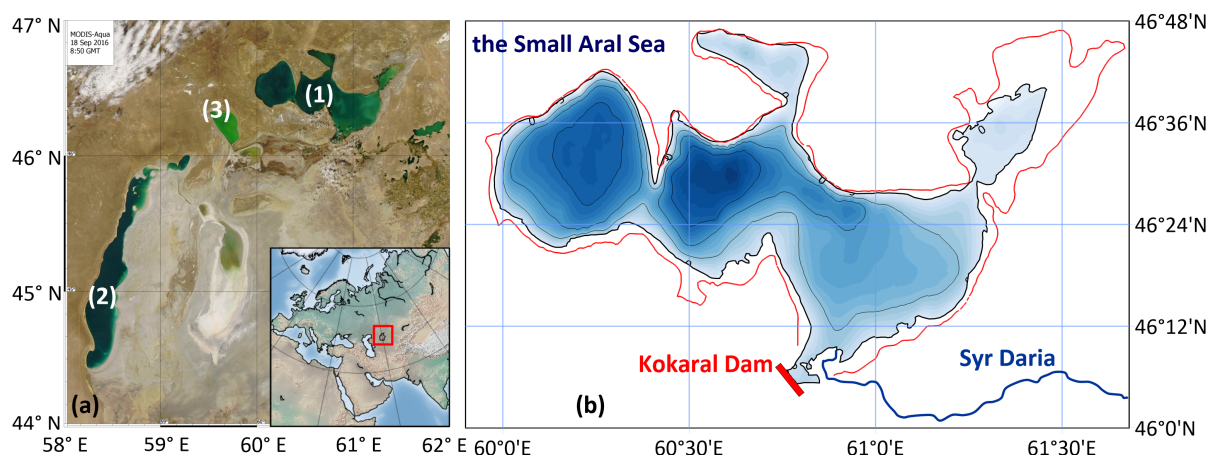 47° N
46° N
45° N
44° N
58° E
59° E
60° E
61° E
62° E
MODIS-Aqua
18 Sep 2016
8:50 GMT
(1)
(3)
(2)
(a)
the Small Aral Sea
Kokaral Dam
Syr Daria
(b)
46°48'N
46°36'N
46°24'N
46°12'N
46°0'N
60°0'E
60°30'E
61°0'E
61°30'E